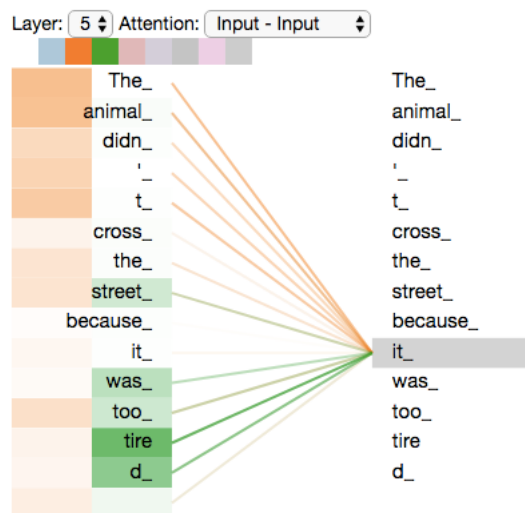 Layer: 5 Attention: Input - Input
The_ The_
animal_ animal_
didn_ didn_
'_ '_
t_ t_
cross_ cross_
the_ the_
street_ street_
because_ because_
it_ it_
was_ was_
too_ too_
tire tire
d_ d_